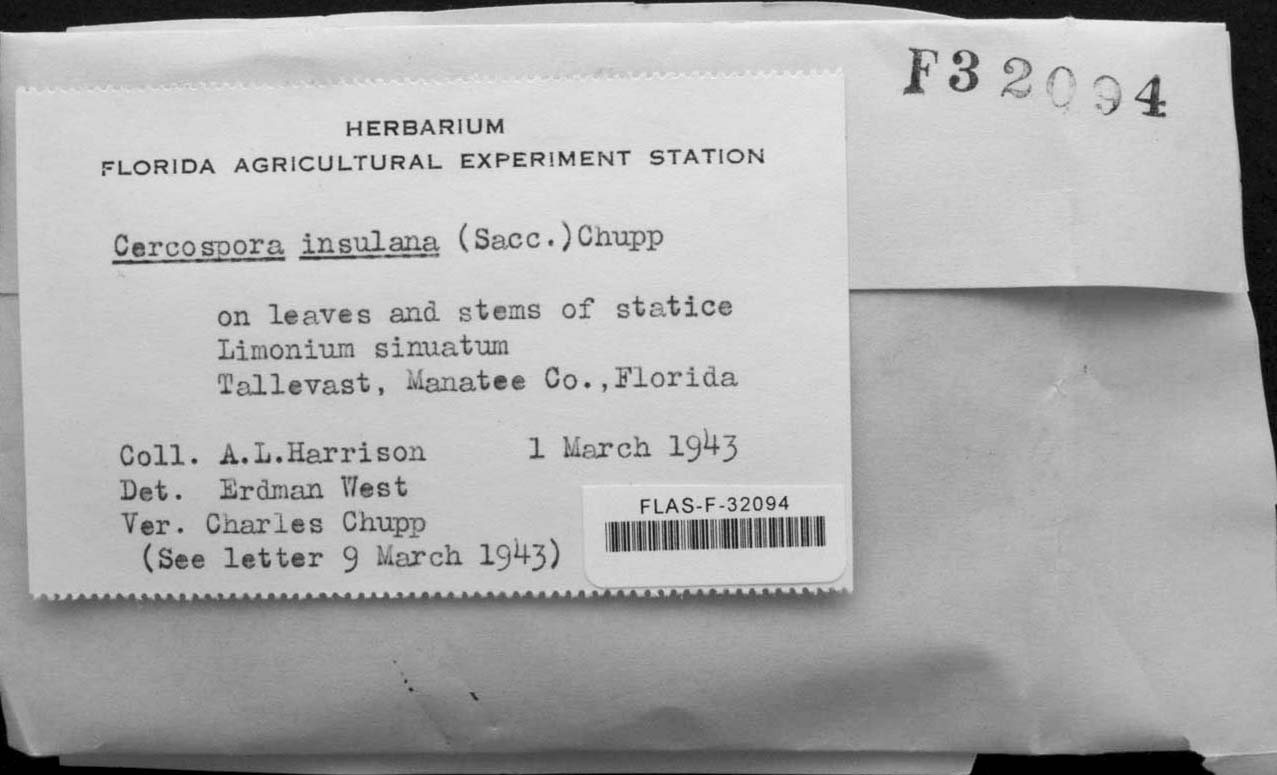 F32094
HERBARIUM
FLORIDA AGRICULTURAL EXPERIMENT STATION
Cercospora insulana (Sacc.)Chupp
on leaves and stems of statice
Limonium sinuatum
Tallevast, Manatee Co.,Florida
Coll. A.L.Harrison 1 March 1943
Det. Erdman West
Ver. Charles Chupp
(See letter 9 March 1943)
FLAS-F-32094